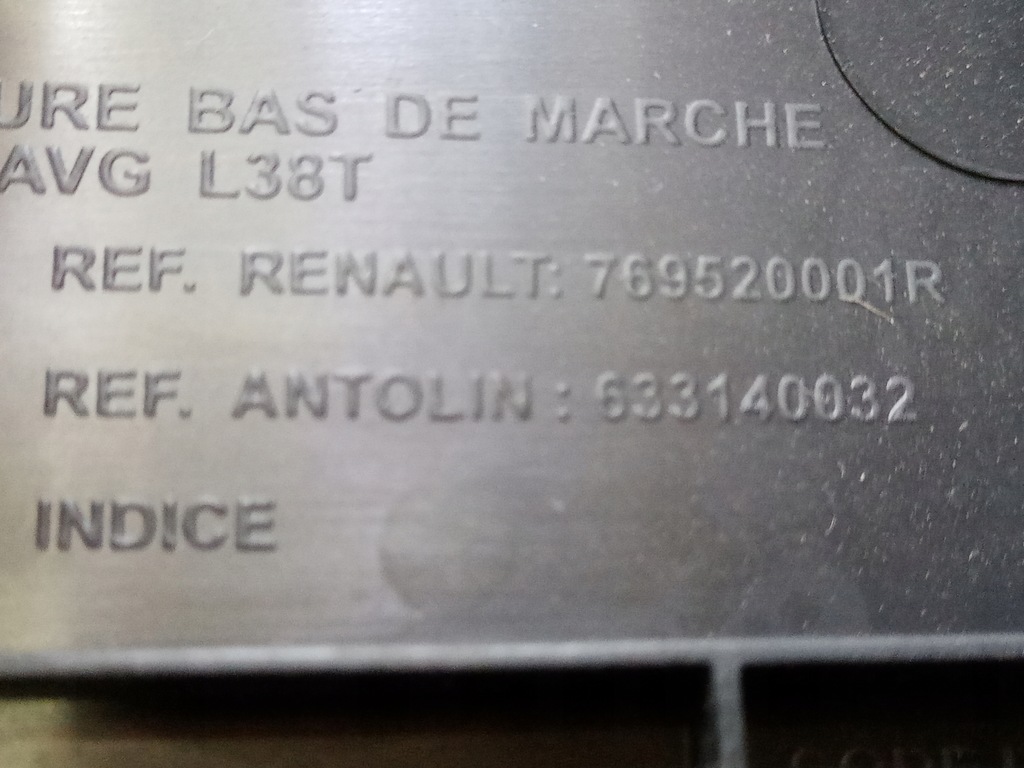 URE BAS DE MARCHE
AVG L38T
REF. RENAULT: 769520001R
REF. ANTOLIN : 633140032
INDICE